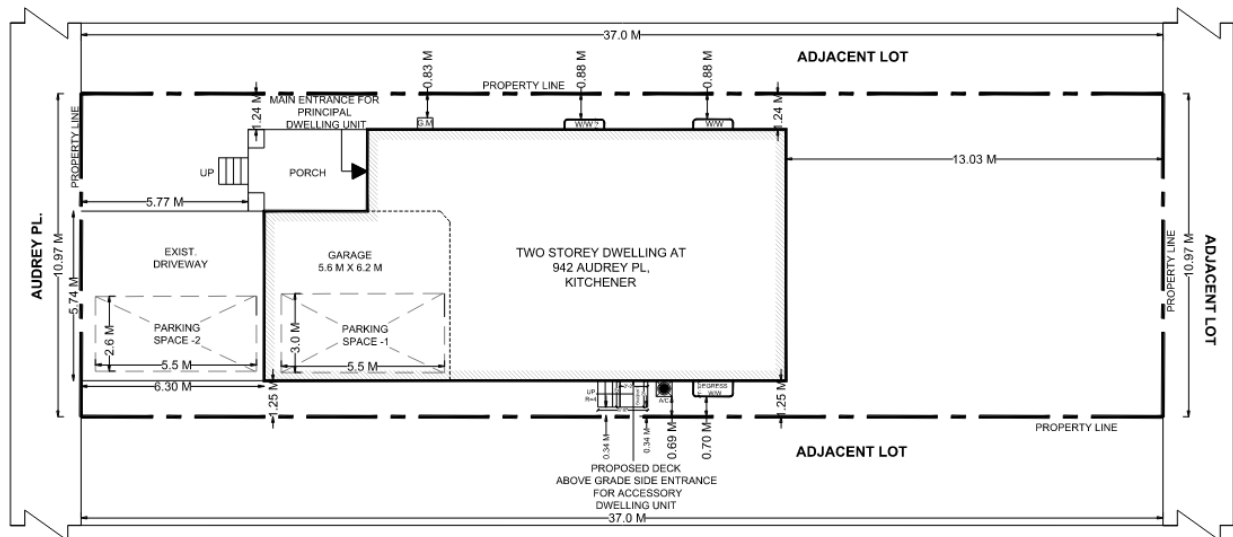 37.0 M
ADJACENT LOT
0.83 M
0.88 M
0.88 M
PROPERTY LINE
1.24 M
MAIN ENTRANCE FOR
PRINCIPAL
DWELLING UNIT
1.24 M
G.M
W/W
W/W
PROPERTY LINE
UP
PORCH
13.03 M
5.77 M
AUDREY PL.
10.97 M
5.74 M
EXIST.
DRIVEWAY
GARAGE
5.6 M X 6.2 M
TWO STOREY DWELLING AT
942 AUDREY PL,
KITCHENER
PROPERTY LINE
10.97 M
ADJACENT LOT
PARKING
SPACE -2
2.6 M
5.5 M
PARKING
SPACE -1
3.0 M
5.5 M
6.30 M
1.25 M
UP
R=4
A/C
EGRESS
W/W
1.25 M
0.34 M
0.34 M
0.69 M
0.70 M
PROPERTY LINE
ADJACENT LOT
PROPOSED DECK
ABOVE GRADE SIDE ENTRANCE
FOR ACCESSORY
DWELLING UNIT
37.0 M